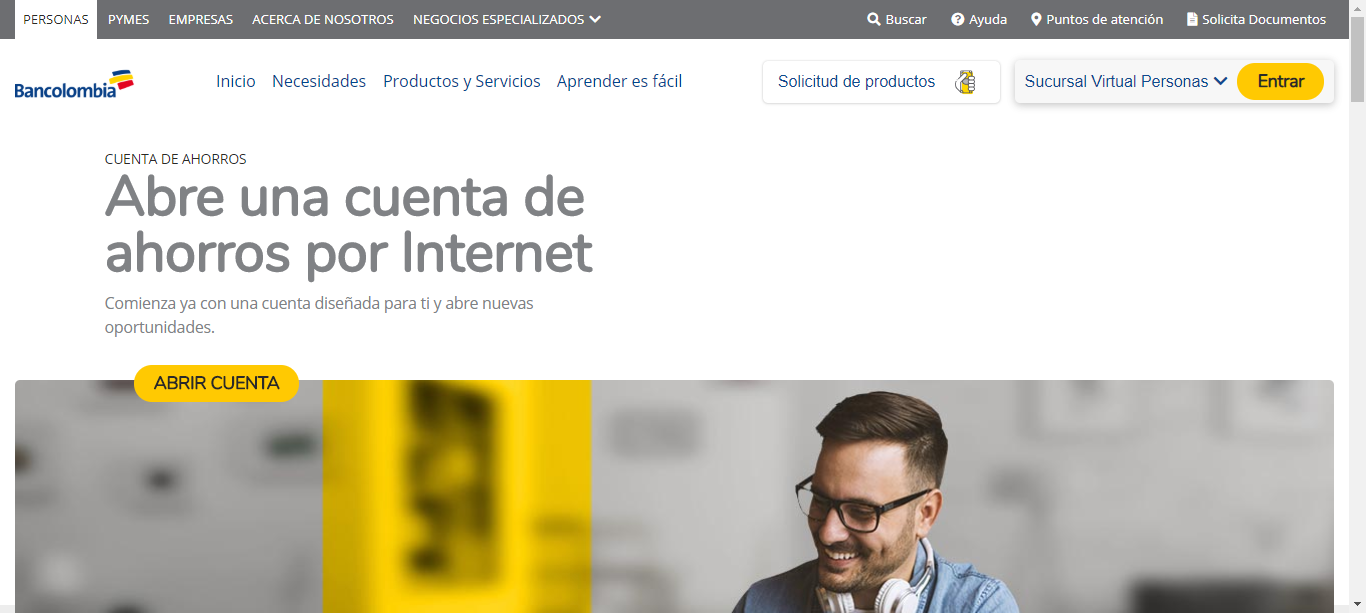 PERSONAS PYMES EMPRESAS ACERCA DE NOSOTROS NEGOCIOS ESPECIALIZADOS Buscar Ayuda Puntos de atención Solicita Documentos
Bancolombia Inicio Necesidades Productos y Servicios Aprender es fácil Solicitud de productos Sucursal Virtual Personas Entrar
CUENTA DE AHORROS
Abre una cuenta de
ahorros por Internet
Comienza ya con una cuenta diseñada para ti y abre nuevas
oportunidades.
ABRIR CUENTA